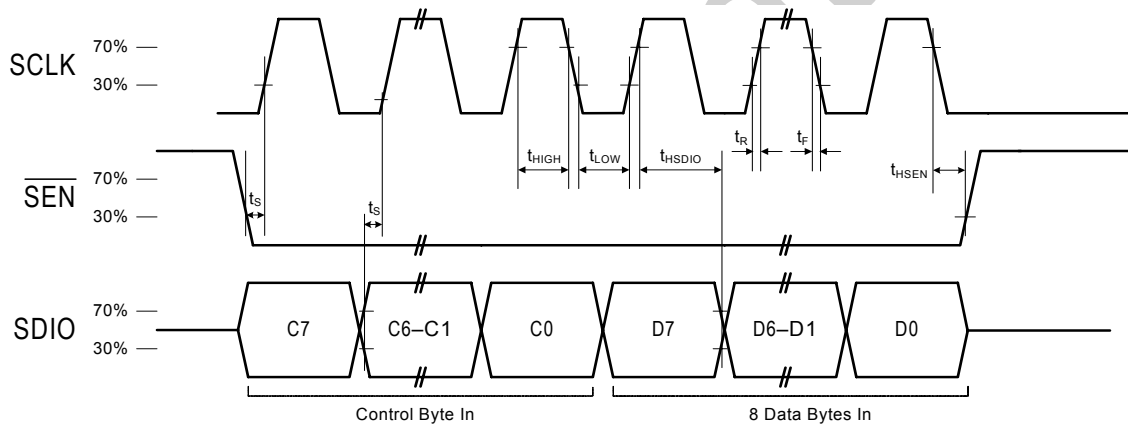 SCLK
70%
30%
tR
tF
tHIGH
tLOW
tHSDIO
tHSEN
SEN
70%
30%
tS
tS
SDIO
70%
30%
C7
C6–C1
C0
D7
D6–D1
D0
Control Byte In
8 Data Bytes In